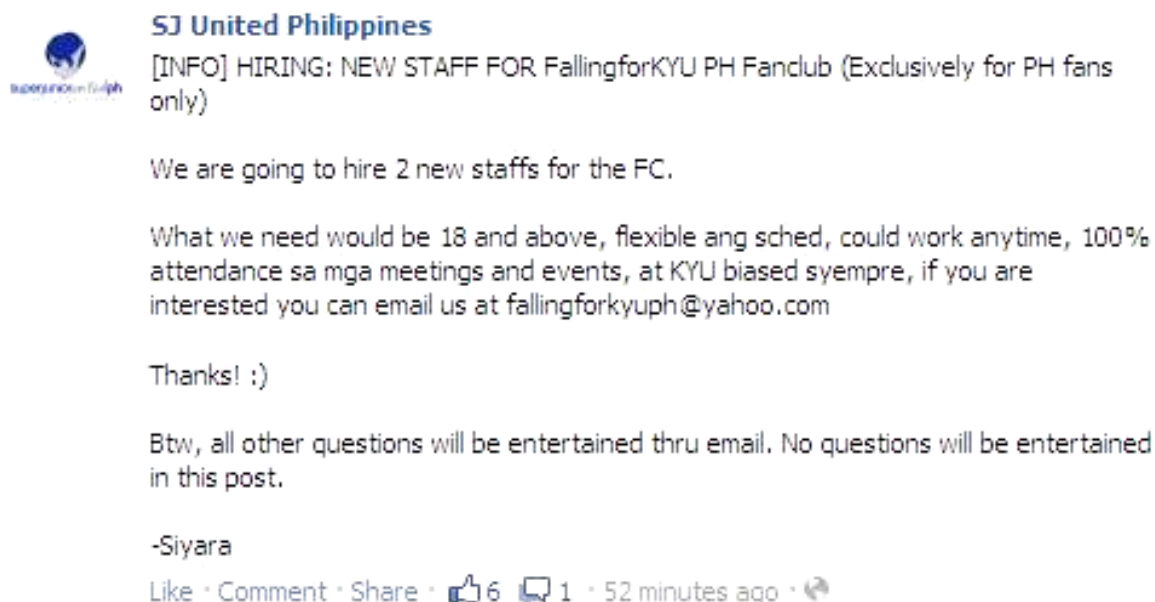 SJ United Philippines
[INFO] HIRING: NEW STAFF FOR FallingforKYU PH Fanclub (Exclusively for PH fans
only)
We are going to hire 2 new staffs for the FC.
What we need would be 18 and above, flexible ang sched, could work anytime, 100%
attendance sa mga meetings and events, at KYU biased syempre, if you are
interested you can email us at fallingforkyuph@yahoo.com
Thanks! :)
Btw, all other questions will be entertained thru email. No questions will be entertained
in this post.
-Siyara
Like · Comment · Share · 6 1 · 52 minutes ago ·